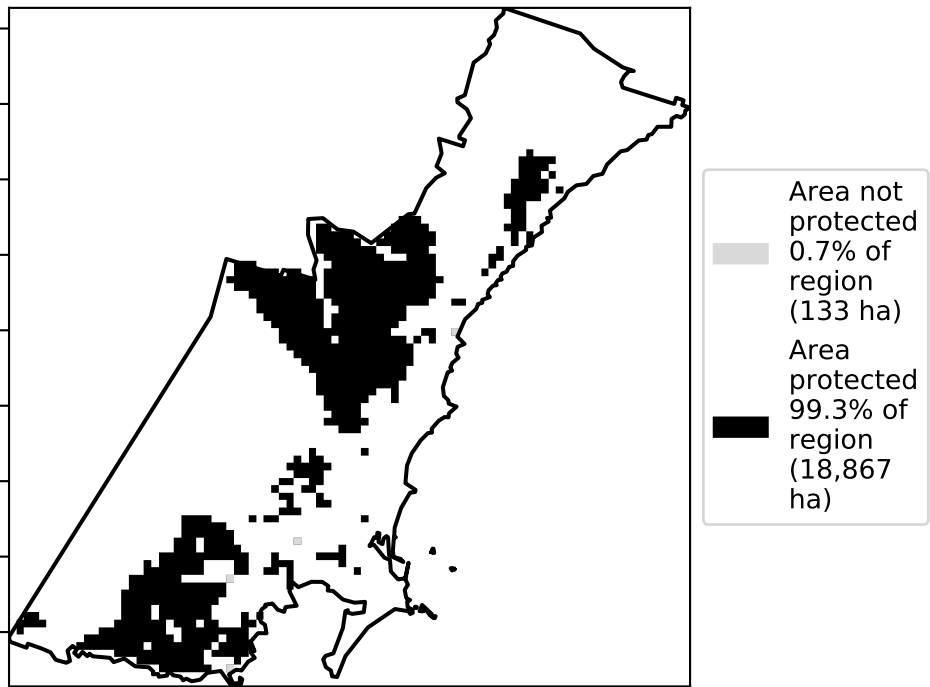 Area not
protected
0.7% of
region
(133 ha)
Area
protected
99.3% of
region
(18,867
ha)